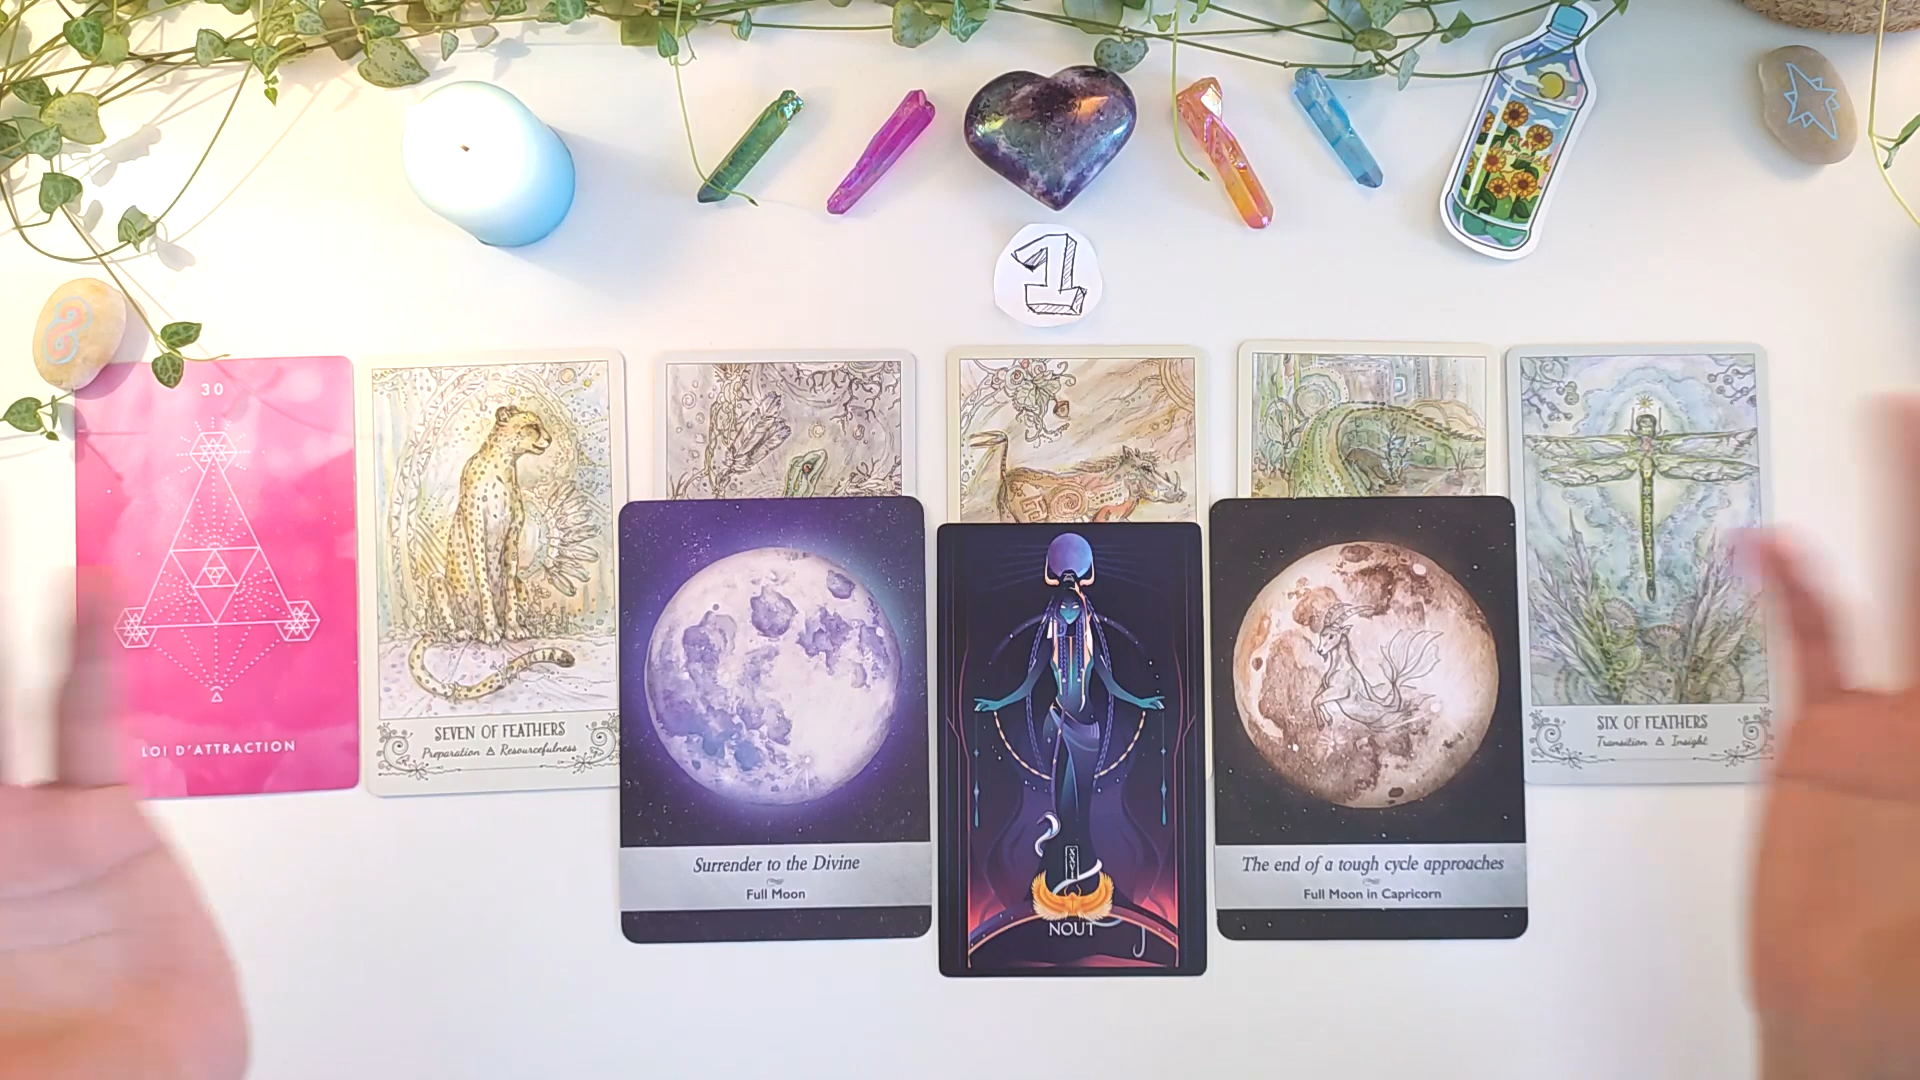 1
30
LOI D'ATTRACTION
SEVEN OF FEATHERS
Preparation Δ Resourcefulness
Surrender to the Divine
Full Moon
XXVI
NOUT
The end of a tough cycle approaches
Full Moon in Capricorn
SIX OF FEATHERS
Transition Δ Insight